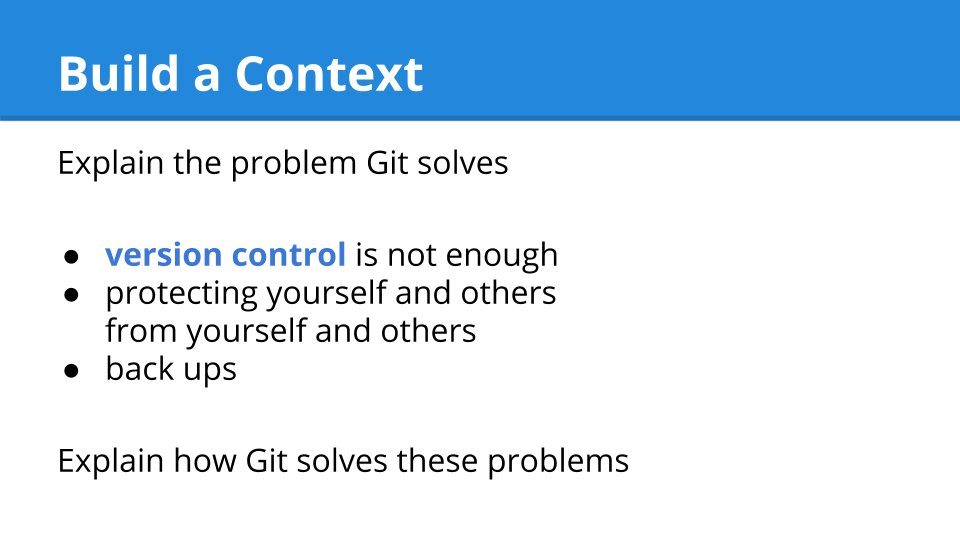 Build a Context
Explain the problem Git solves
● version control is not enough
● protecting yourself and others
from yourself and others
● back ups
Explain how Git solves these problems